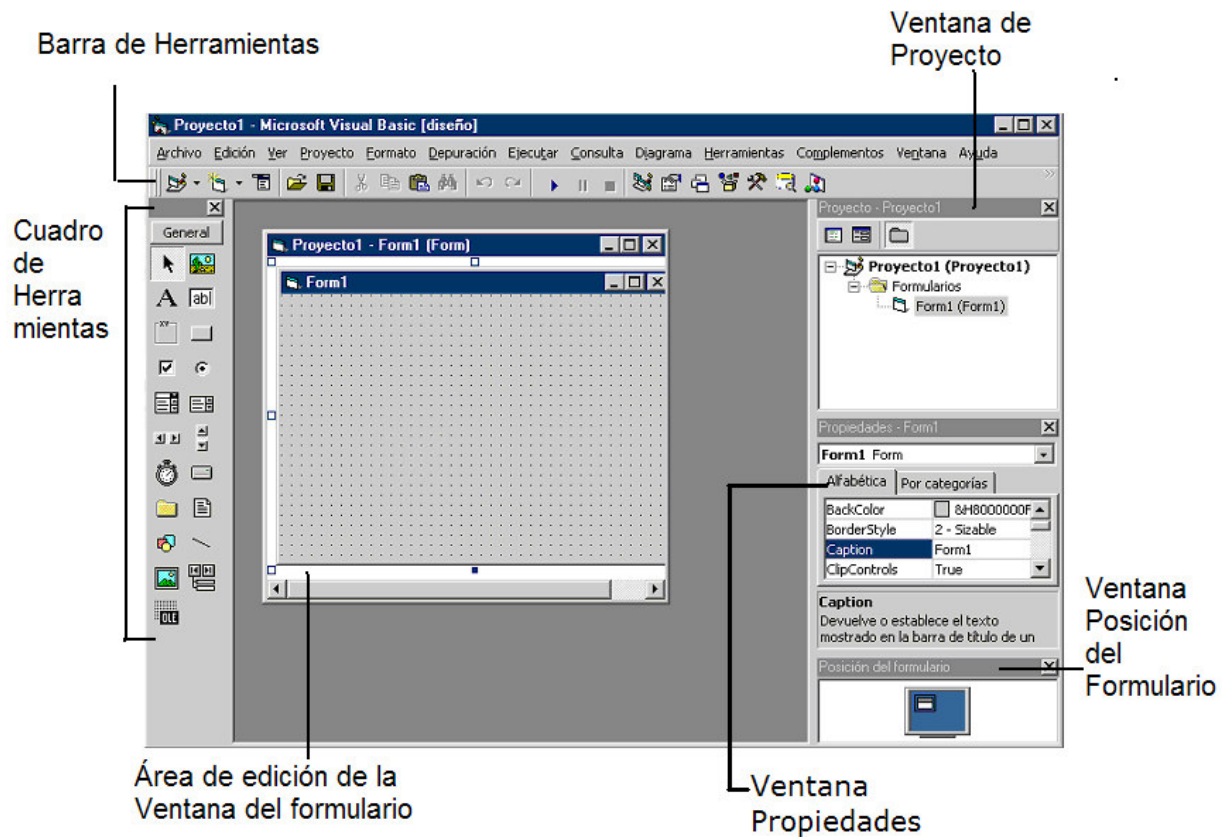 Barra de Herramientas
Ventana de
Proyecto
Proyecto1 - Microsoft Visual Basic [diseño]
Archivo Edición Ver Proyecto Formato Depuración Ejecutar Consulta Diagrama Herramientas Complementos Ventana Ayuda
Cuadro
de
Herra
mientas
General
A
abl
XY
OLE
Proyecto1 - Form1 (Form)
Form1
Proyecto - Proyecto1
Proyecto1 (Proyecto1)
Formularios
Form1 (Form1)
Propiedades - Form1
Form1 Form
Alfabética Por categorías
BackColor &H8000000F
BorderStyle 2 - Sizable
Caption Form1
ClipControls True
Caption
Devuelve o establece el texto
mostrado en la barra de título de un
Posición del formulario
Ventana
Posición
del
Formulario
Área de edición de la
Ventana del formulario
Ventana
Propiedades